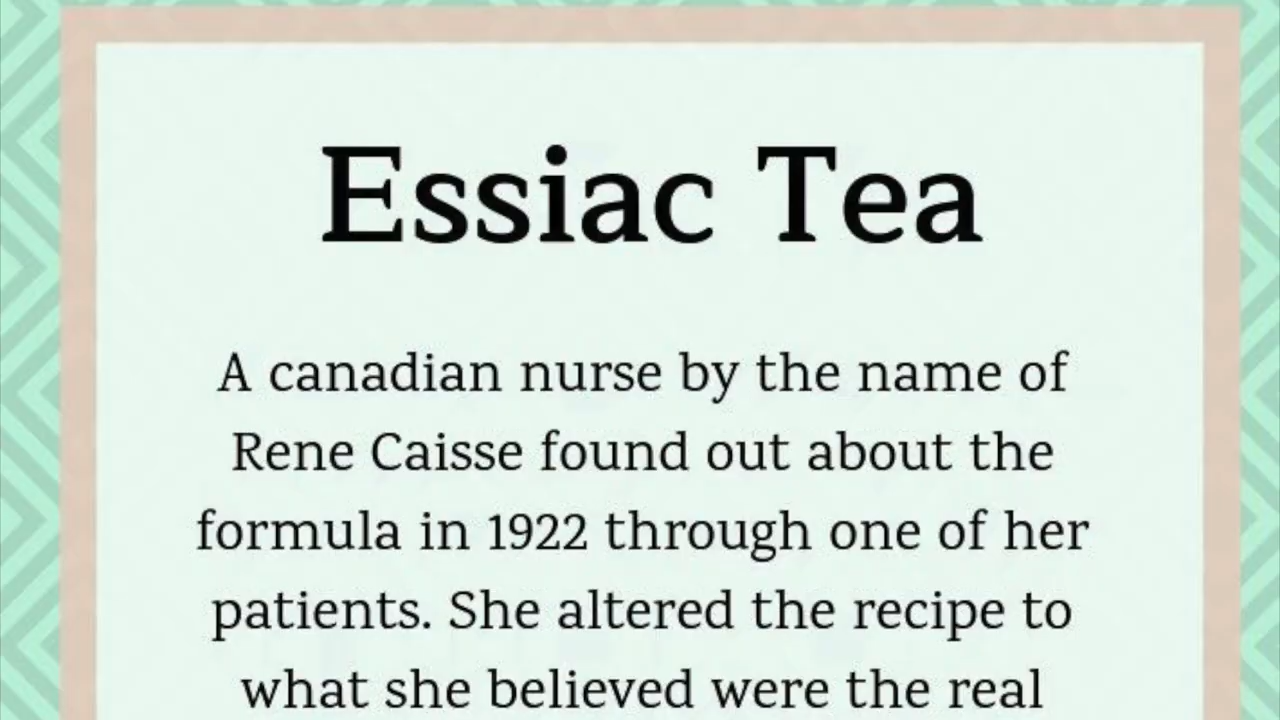 Essiac Tea
A canadian nurse by the name of
Rene Caisse found out about the
formula in 1922 through one of her
patients. She altered the recipe to
what she believed were the real